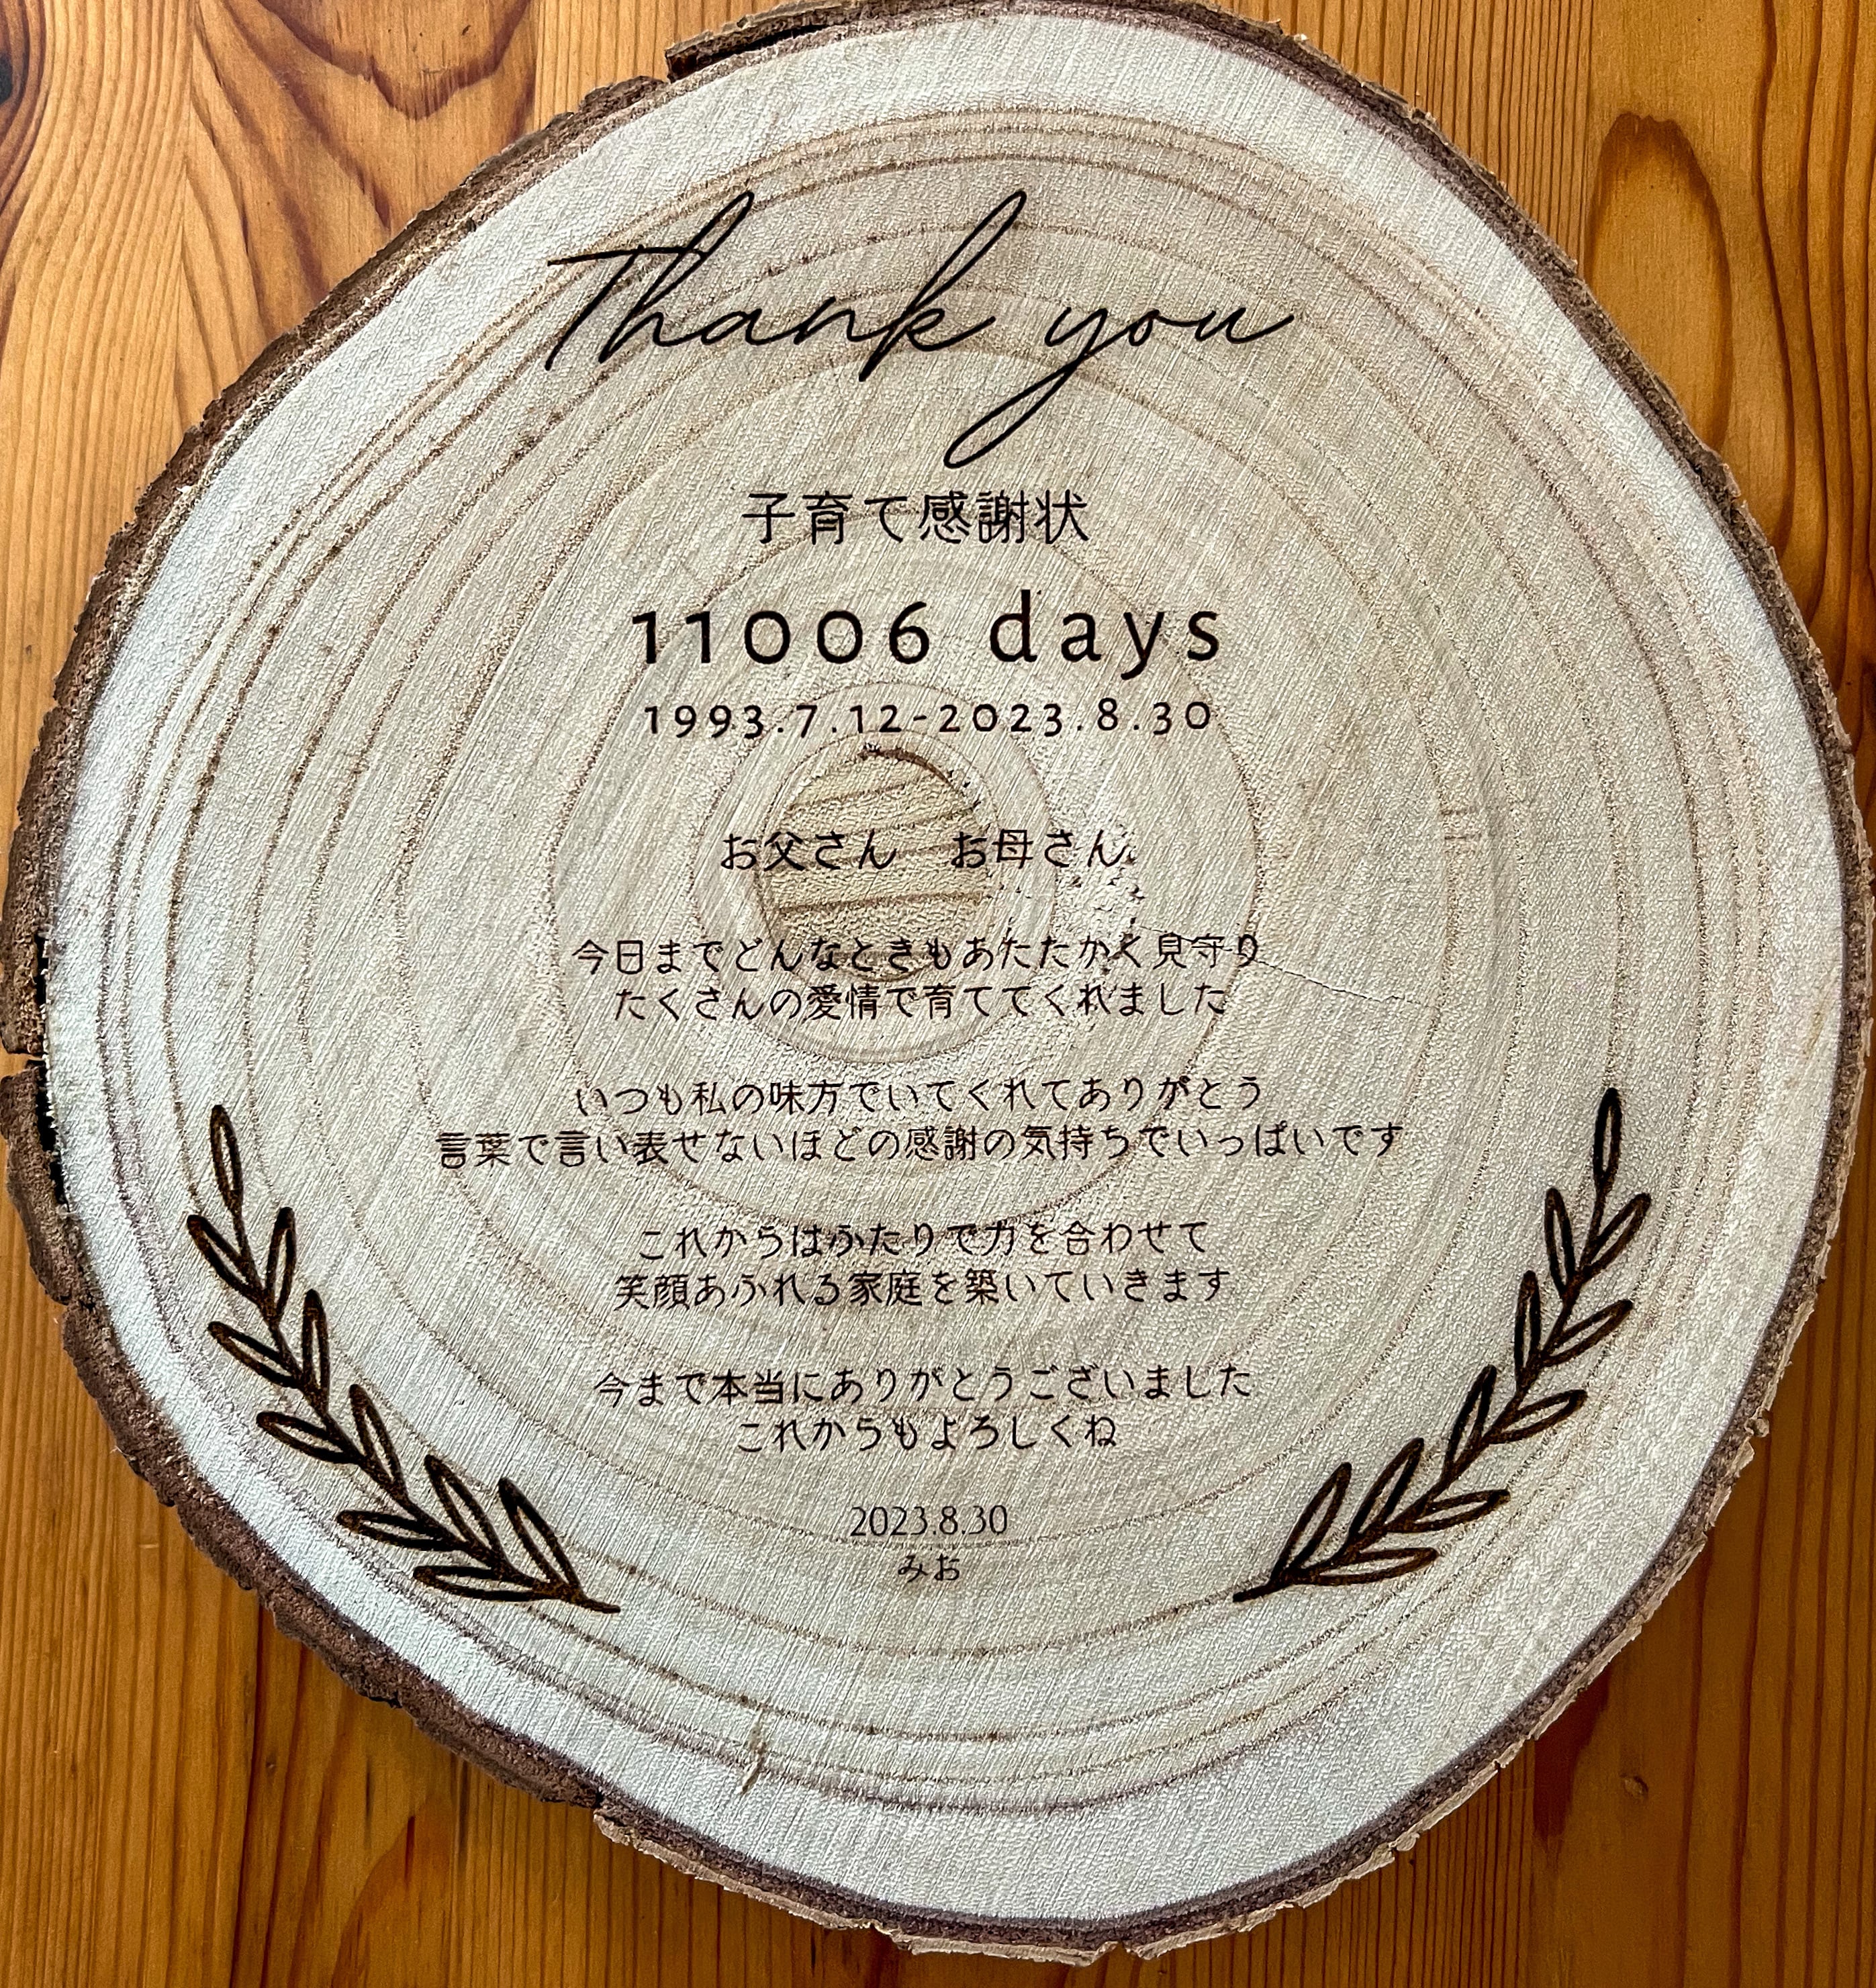 Thank you
子育て感謝状
11006 days
1993.7.12-2023.8.30
お父さん　お母さん
今日までどんなときもあたたかく見守り
たくさんの愛情で育ててくれました
いつも私の味方でいてくれてありがとう
言葉で言い表せないほどの感謝の気持ちでいっぱいです
これからはふたりで力を合わせて
笑顔あふれる家庭を築いていきます
今まで本当にありがとうございました
これからもよろしくね
2023.8.30
みお